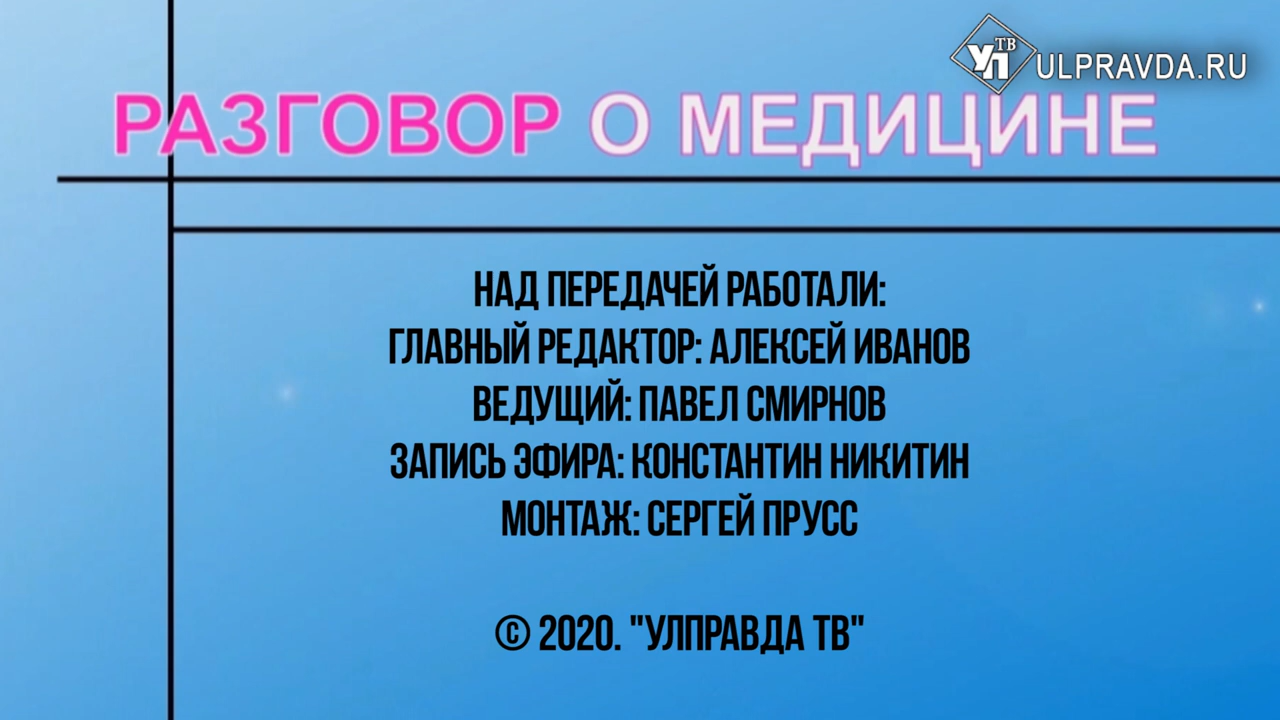 УП ТВ ULPRAVDA.RU
РАЗГОВОР О МЕДИЦИНЕ
НАД ПЕРЕДАЧЕЙ РАБОТАЛИ:
ГЛАВНЫЙ РЕДАКТОР: АЛЕКСЕЙ ИВАНОВ
ВЕДУЩИЙ: ПАВЕЛ СМИРНОВ
ЗАПИСЬ ЭФИРА: КОНСТАНТИН НИКИТИН
МОНТАЖ: СЕРГЕЙ ПРУСС
© 2020. "УЛПРАВДА ТВ"